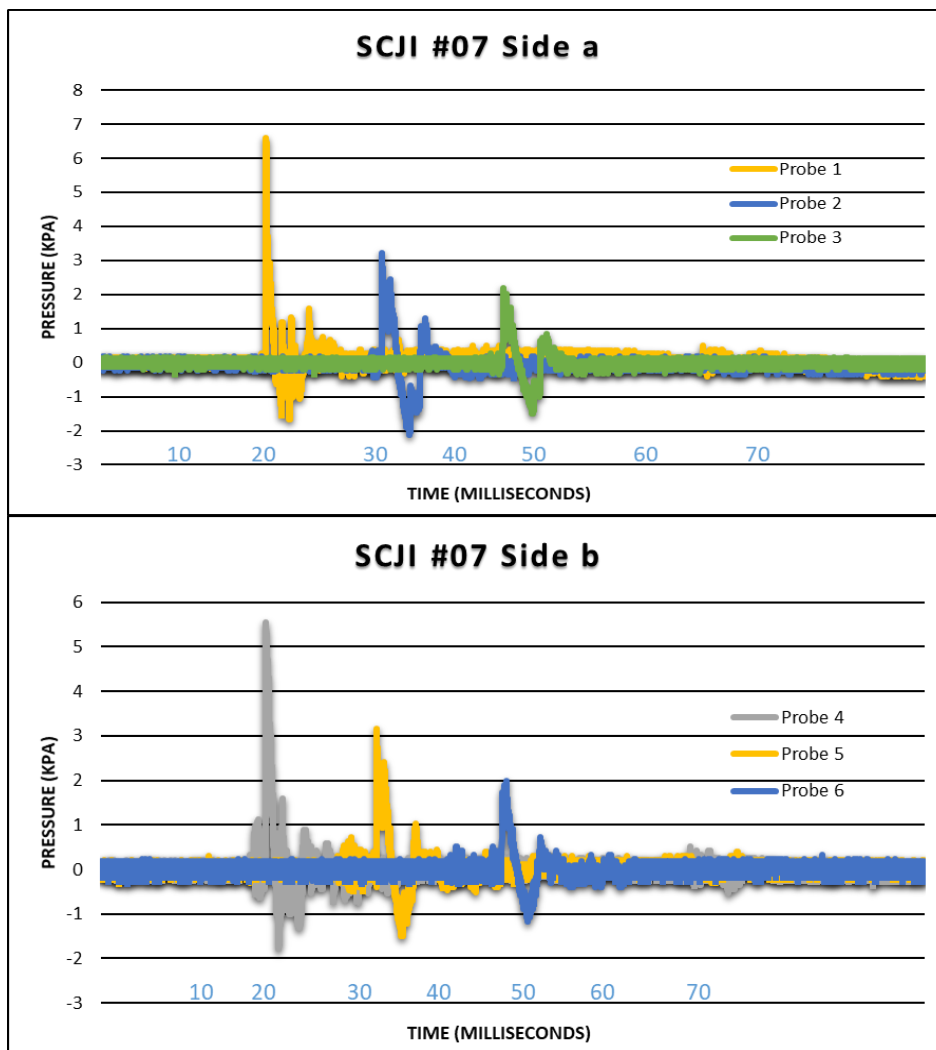 SCJI #07 Side a
8
7
6
5
4
3
2
1
0
-1
-2
-3
PRESSURE (KPA)
Probe 1
Probe 2
Probe 3
10 20 30 40 50 60 70
TIME (MILLISECONDS)
SCJI #07 Side b
6
5
4
3
2
1
0
-1
-2
-3
PRESSURE (KPA)
Probe 4
Probe 5
Probe 6
10 20 30 40 50 60 70
TIME (MILLISECONDS)